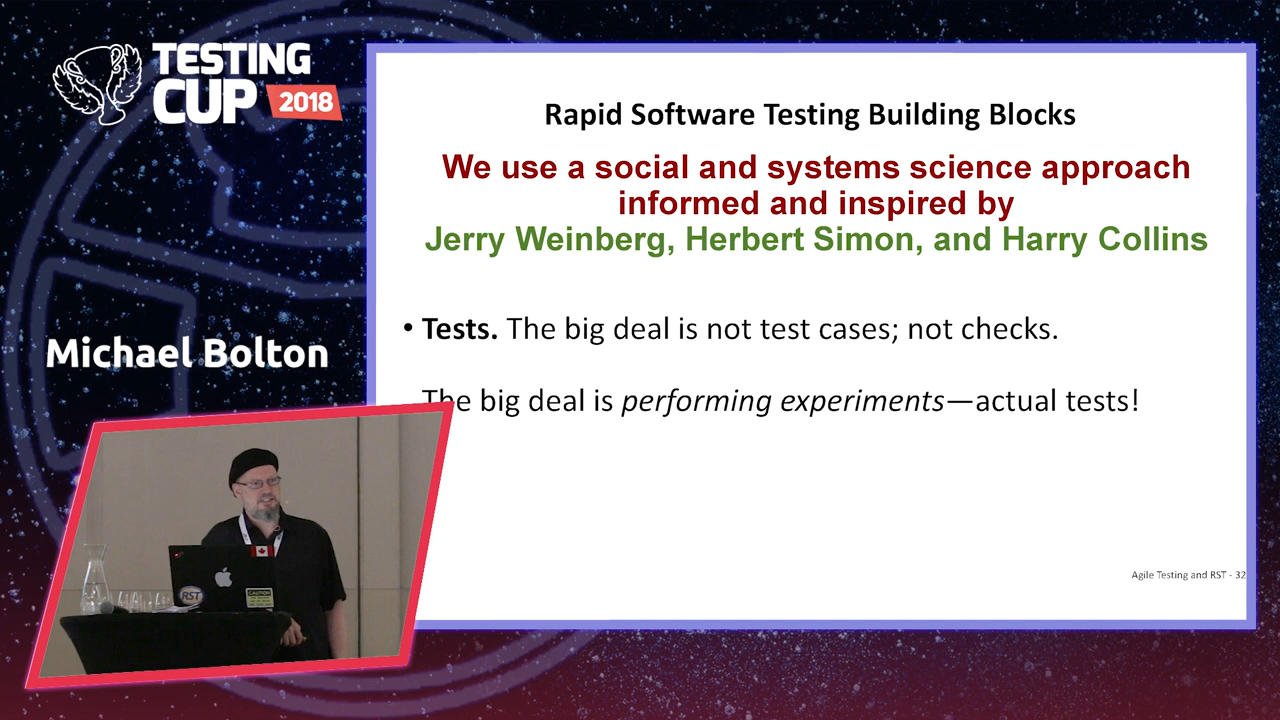 TESTING
CUP 2018
Michael Bolton
Rapid Software Testing Building Blocks
We use a social and systems science approach
informed and inspired by
Jerry Weinberg, Herbert Simon, and Harry Collins
• Tests. The big deal is not test cases; not checks.
The big deal is performing experiments—actual tests!
Agile Testing and RST - 32
RST
CAUTION